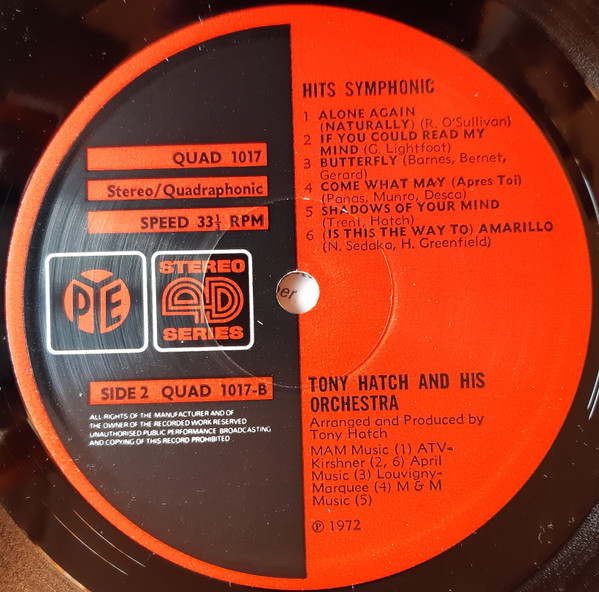 HITS SYMPHONIC
1 ALONE AGAIN
(NATURALLY) (R. O'Sullivan)
2 IF YOU COULD READ MY
MIND (G. Lightfoot)
3 BUTTERFLY (Barnes, Bernet,
Gerard)
4 COME WHAT MAY (Apres Toi)
(Panas, Munro, Desca)
5 SHADOWS OF YOUR MIND
(Trent, Hatch)
6 (IS THIS THE WAY TO) AMARILLO
(N. Sedaka, H. Greenfield)
QUAD 1017
Stereo/Quadraphonic
SPEED 33⅓ RPM
PYE
STEREO
QD
SERIES
er
SIDE 2 QUAD 1017-B
ALL RIGHTS OF THE MANUFACTURER AND OF
THE OWNER OF THE RECORDED WORK RESERVED
UNAUTHORISED PUBLIC PERFORMANCE BROADCASTING
AND COPYING OF THIS RECORD PROHIBITED
TONY HATCH AND HIS
ORCHESTRA
Arranged and Produced by
Tony Hatch
MAM Music (1) ATV-
Kirshner (2, 6) April
Music (3) Louvigny-
Marquee (4) M & M
Music (5)
℗ 1972